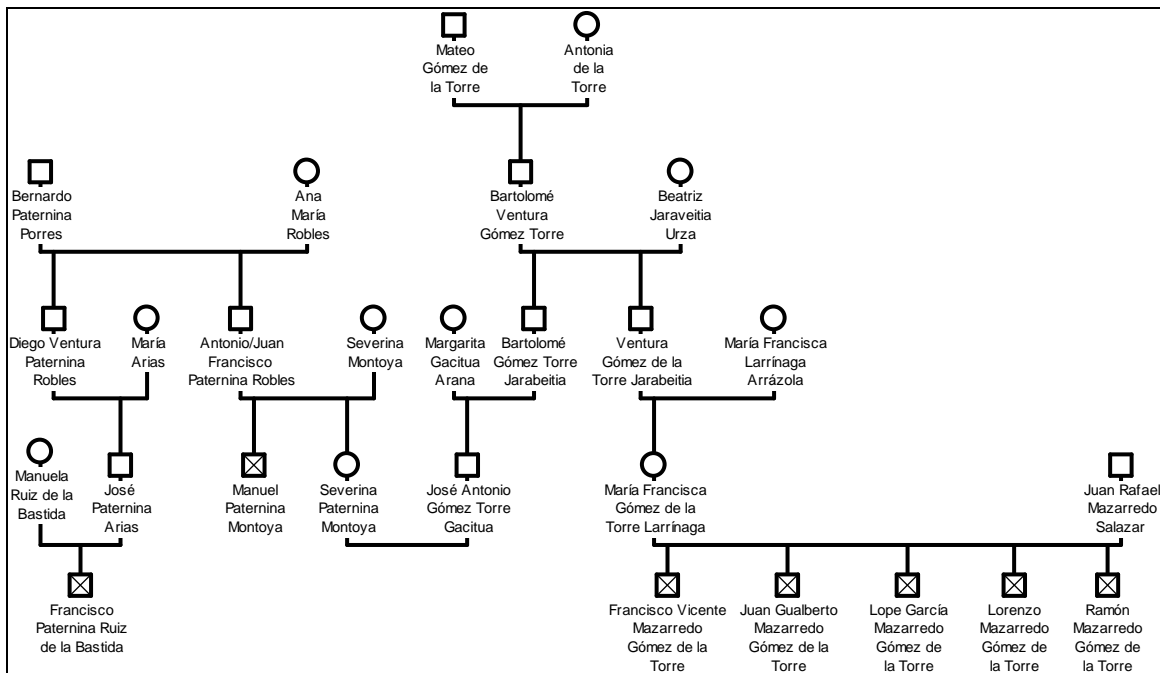 Mateo
Gómez de
la Torre
Antonia
de la
Torre
Bernardo
Paternina
Porres
Ana
María
Robles
Bartolomé
Ventura
Gómez Torre
Beatriz
Jaraveitia
Urza
Diego Ventura
Paternina
Robles
María
Arias
Antonio/Juan
Francisco
Paternina Robles
Severina
Montoya
Margarita
Gacitua
Arana
Bartolomé
Gómez Torre
Jarabeitia
Ventura
Gómez de la
Torre Jarabeitia
María Francisca
Larrínaga
Arrázola
Manuela
Ruiz de la
Bastida
José
Paternina
Arias
Manuel
Paternina
Montoya
Severina
Paternina
Montoya
José Antonio
Gómez Torre
Gacitua
María Francisca
Gómez de la
Torre Larrínaga
Juan Rafael
Mazarredo
Salazar
Francisco
Paternina Ruiz
de la Bastida
Francisco Vicente
Mazarredo
Gómez de la
Torre
Juan Gualberto
Mazarredo
Gómez de la
Torre
Lope García
Mazarredo
Gómez de
la Torre
Lorenzo
Mazarredo
Gómez de
la Torre
Ramón
Mazarredo
Gómez de
la Torre